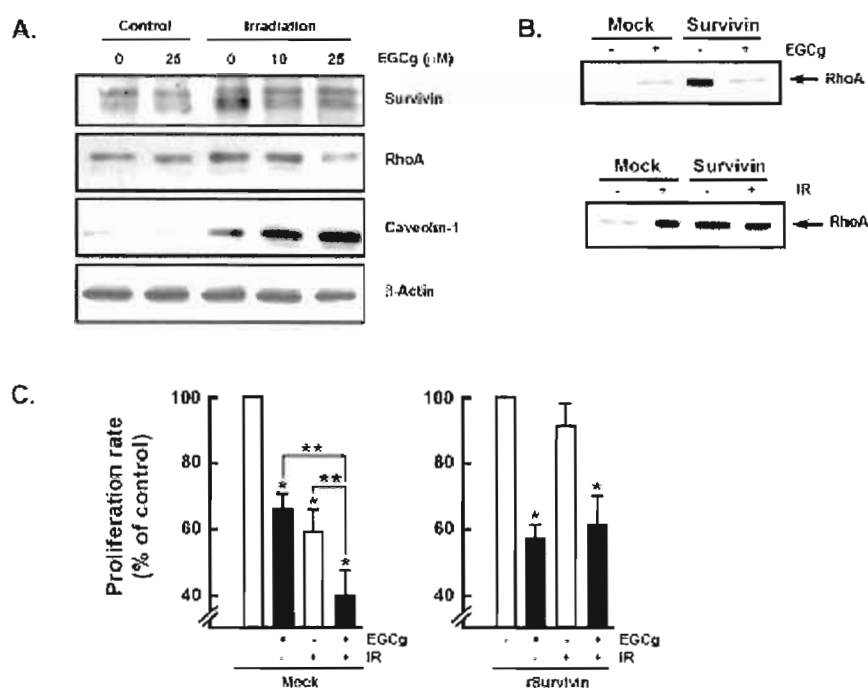 A.
Control Irradiation
0 25 0 10 25 EGCg (µM)
Survivin
RhoA
Caveolin-1
β-Actin
B.
Mock Survivin
- + - + EGCg
RhoA
Mock Survivin
- + - + IR
RhoA
C.
Proliferation rate
(% of control)
100
80
60
40
**
**
*
*
*
- + - + EGCg
- - + + IR
Mock
100
80
60
40
*
*
- + - + EGCg
- - + + IR
rSurvivin